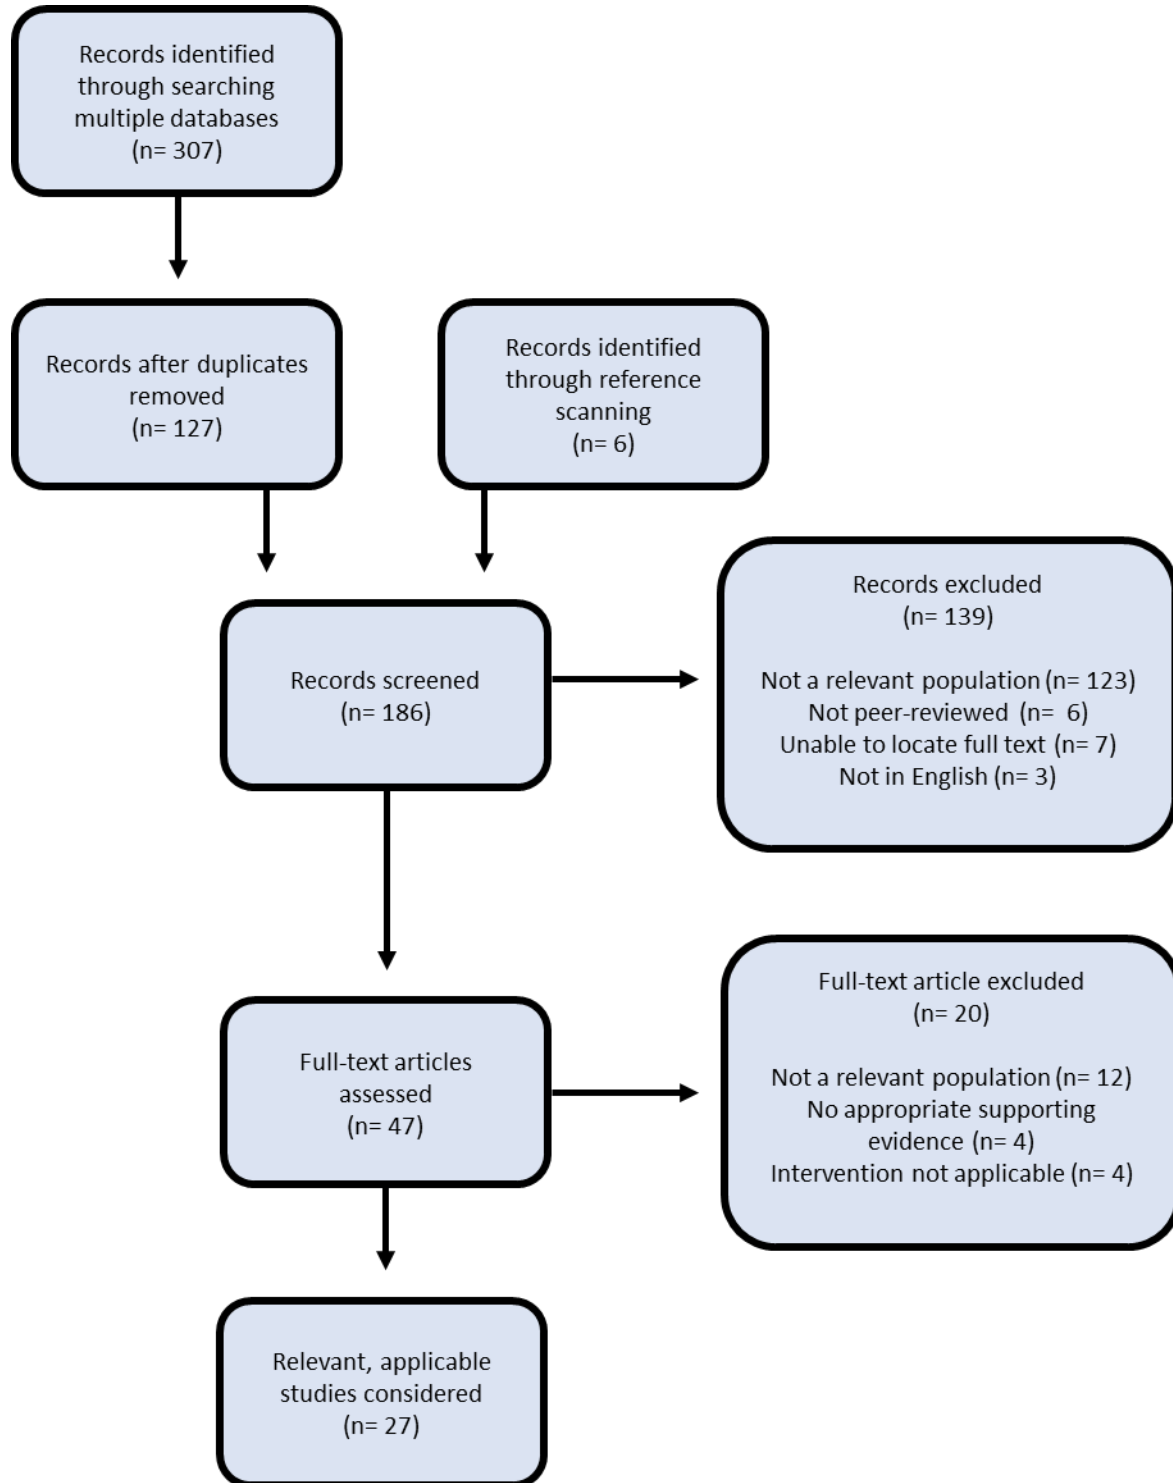 Records identified
through searching
multiple databases
(n= 307)
Records after duplicates
removed
(n= 127)
Records identified
through reference
scanning
(n= 6)
Records screened
(n= 186)
Records excluded
(n= 139)
Not a relevant population (n= 123)
Not peer-reviewed (n=  6)
Unable to locate full text (n= 7)
Not in English (n= 3)
Full-text articles
assessed
(n= 47)
Full-text article excluded
(n= 20)
Not a relevant population (n= 12)
No appropriate supporting
evidence (n= 4)
Intervention not applicable (n= 4)
Relevant, applicable
studies considered
(n= 27)